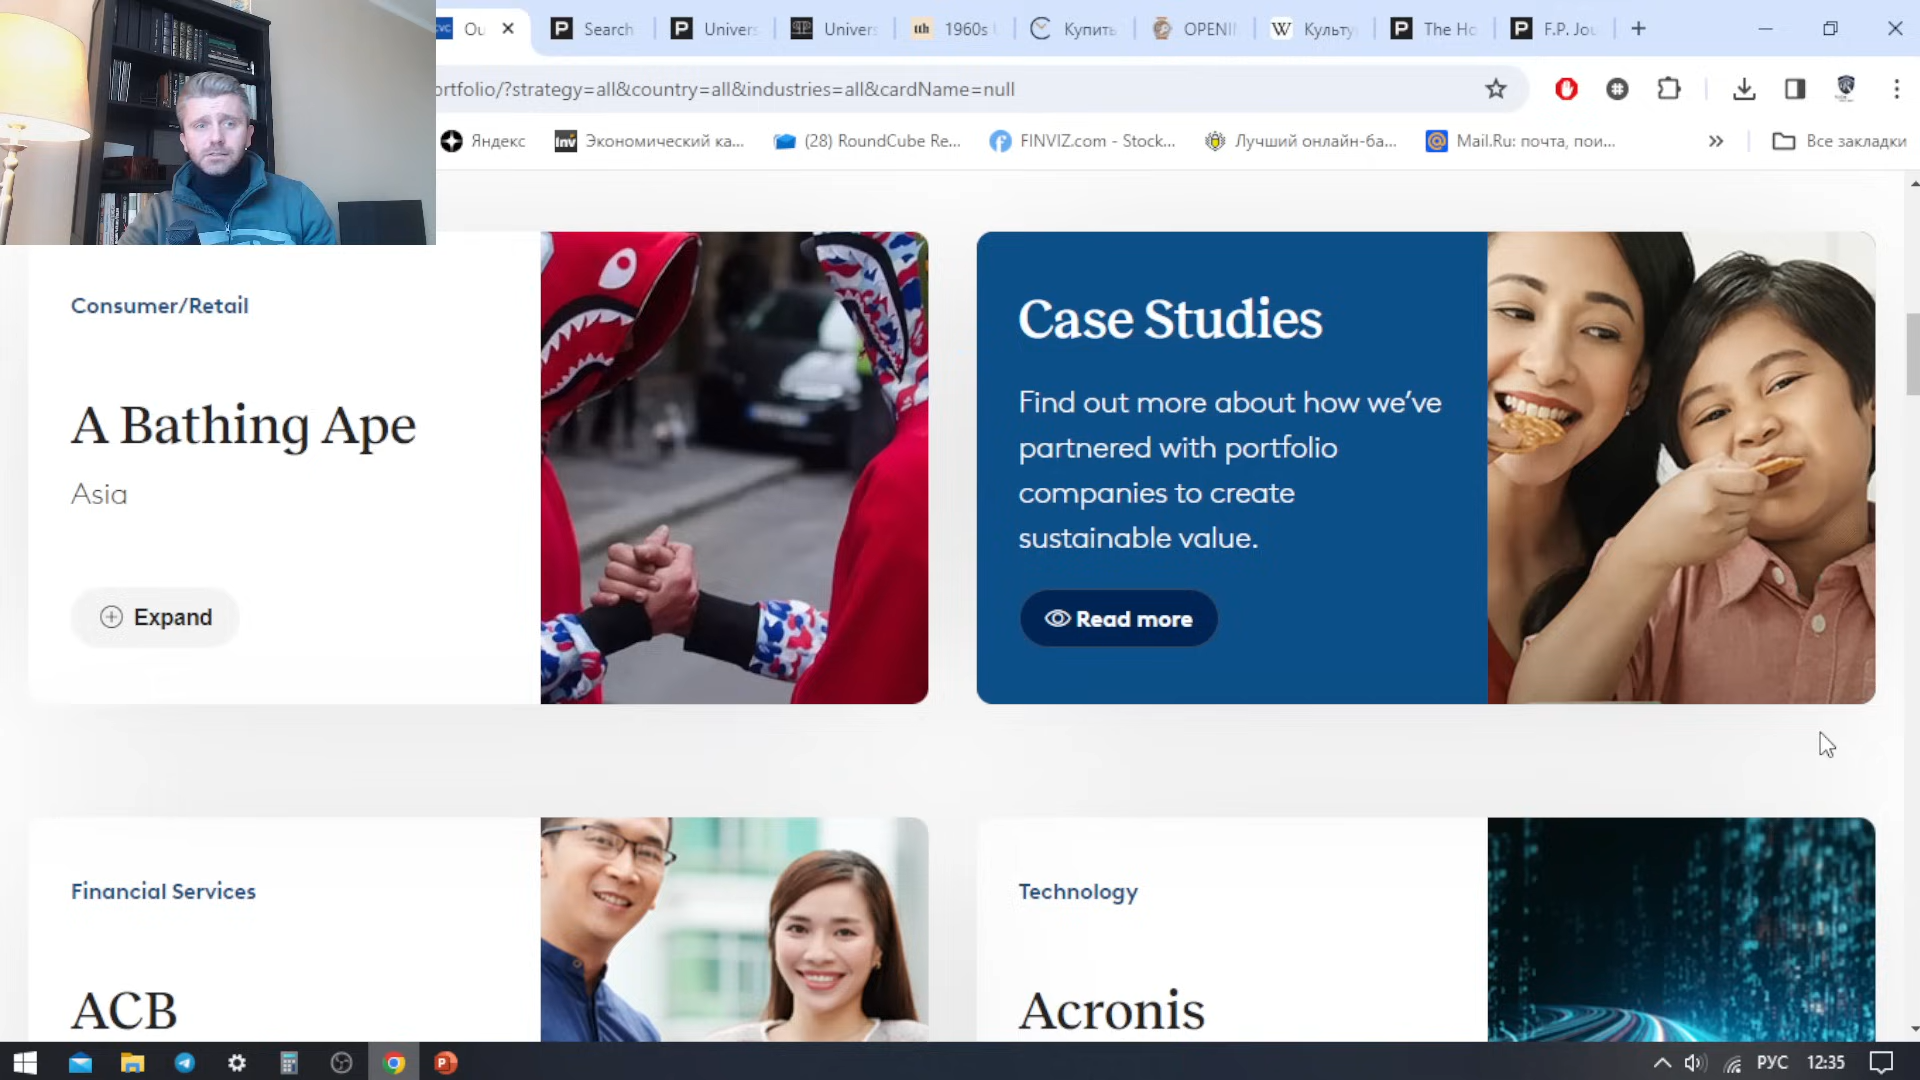 Ou
Search
Univers
Univers
1960s
Купить
OPENI
Культу
The Ho
F.P. Jou
ortfolio/?strategy=all&country=all&industries=all&cardName=null
Яндекс
Экономический ка...
(28) RoundCube Re...
FINVIZ.com - Stock...
Лучший онлайн-ба...
Mail.Ru: почта, пои...
Все закладки
Consumer/Retail
A Bathing Ape
Asia
Expand
Case Studies
Find out more about how we’ve
partnered with portfolio
companies to create
sustainable value.
Read more
Financial Services
ACB
Technology
Acronis
РУС
12:35